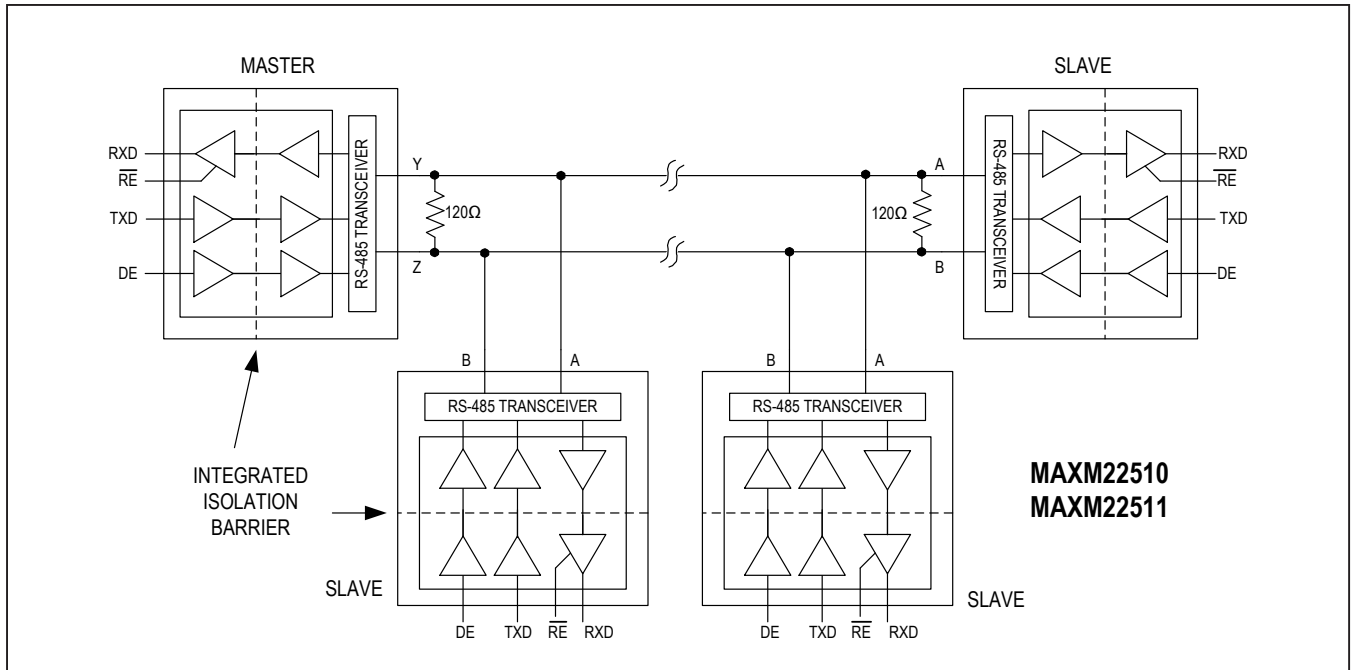 MASTER
SLAVE
RXD
RE
TXD
DE
RS-485 TRANSCEIVER
Y
Z
120Ω
120Ω
A
B
RS-485 TRANSCEIVER
RXD
RE
TXD
DE
B
A
B
A
RS-485 TRANSCEIVER
RS-485 TRANSCEIVER
INTEGRATED
ISOLATION
BARRIER
MAXM22510
MAXM22511
SLAVE
SLAVE
DE TXD RE RXD
DE TXD RE RXD